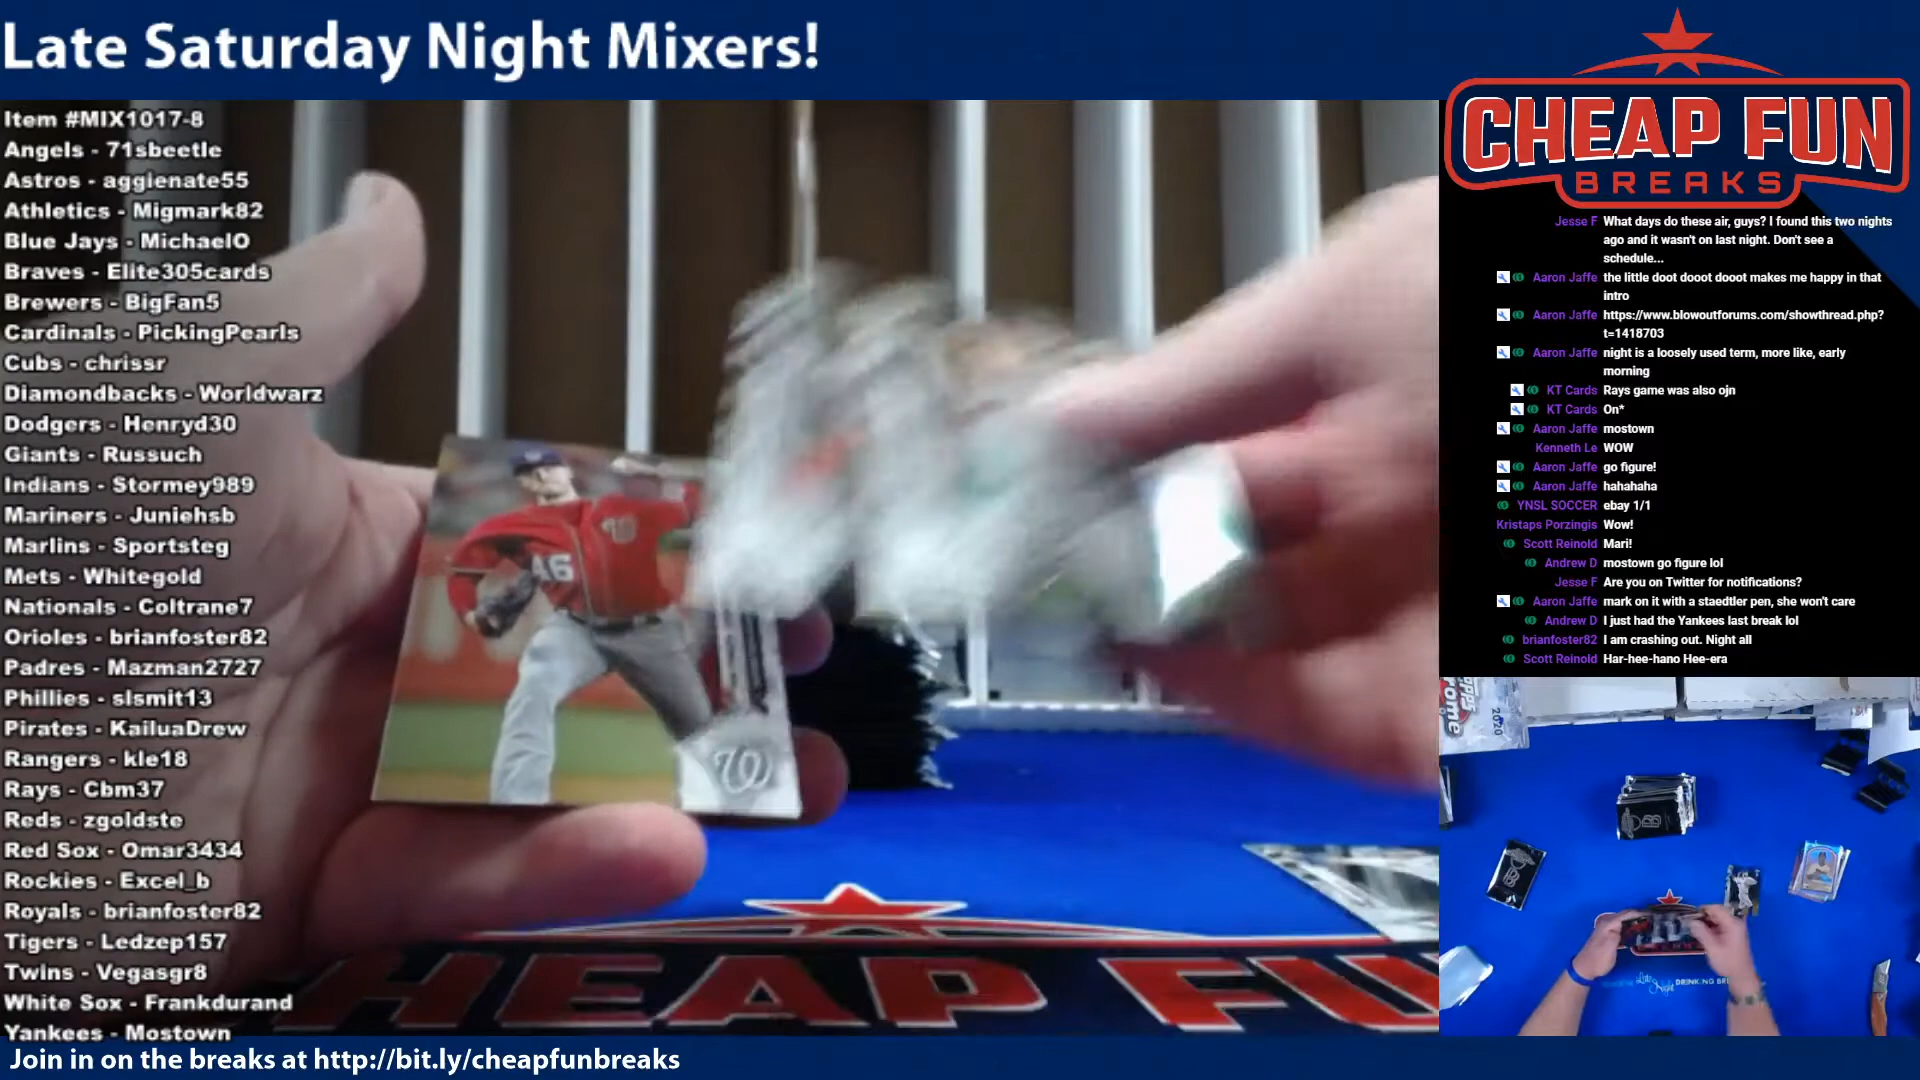 Late Saturday Night Mixers!
Item #MIX1017-8
Angels - 71sbeetle
Astros - aggienate55
Athletics - Migmark82
Blue Jays - MichaelO
Braves - Elite305cards
Brewers - BigFan5
Cardinals - PickingPearls
Cubs - chrissr
Diamondbacks - Worldwarz
Dodgers - Henryd30
Giants - Russuch
Indians - Stormey989
Mariners - Juniehsb
Marlins - Sportsteg
Mets - Whitegold
Nationals - Coltrane7
Orioles - brianfoster82
Padres - Mazman2727
Phillies - slsmit13
Pirates - KailuaDrew
Rangers - kle18
Rays - Cbm37
Reds - zgoldste
Red Sox - Omar3434
Rockies - Excel_b
Royals - brianfoster82
Tigers - Ledzep157
Twins - Vegasgr8
White Sox - Frankdurand
Yankees - Mostown
Join in on the breaks at http://bit.ly/cheapfunbreaks
46
W
W
HEAP FU
CHEAP FUN
BREAKS
Jesse F What days do these air, guys? I found this two nights
ago and it wasn't on last night. Don't see a
schedule...
Aaron Jaffe the little doot dooot dooot makes me happy in that
intro
Aaron Jaffe https://www.blowoutforums.com/showthread.php?
t=1418703
Aaron Jaffe night is a loosely used term, more like, early
morning
KT Cards Rays game was also ojn
KT Cards On*
Aaron Jaffe mostown
Kenneth Le WOW
Aaron Jaffe go figure!
Aaron Jaffe hahahaha
YNSL SOCCER ebay 1/1
Kristaps Porzingis Wow!
Scott Reinold Mari!
Andrew D mostown go figure lol
Jesse F Are you on Twitter for notifications?
Aaron Jaffe mark on it with a staedtler pen, she won't care
Andrew D I just had the Yankees last break lol
brianfoster82 I am crashing out. Night all
Scott Reinold Har-hee-hano Hee-era
2020
Late Night DRINKING